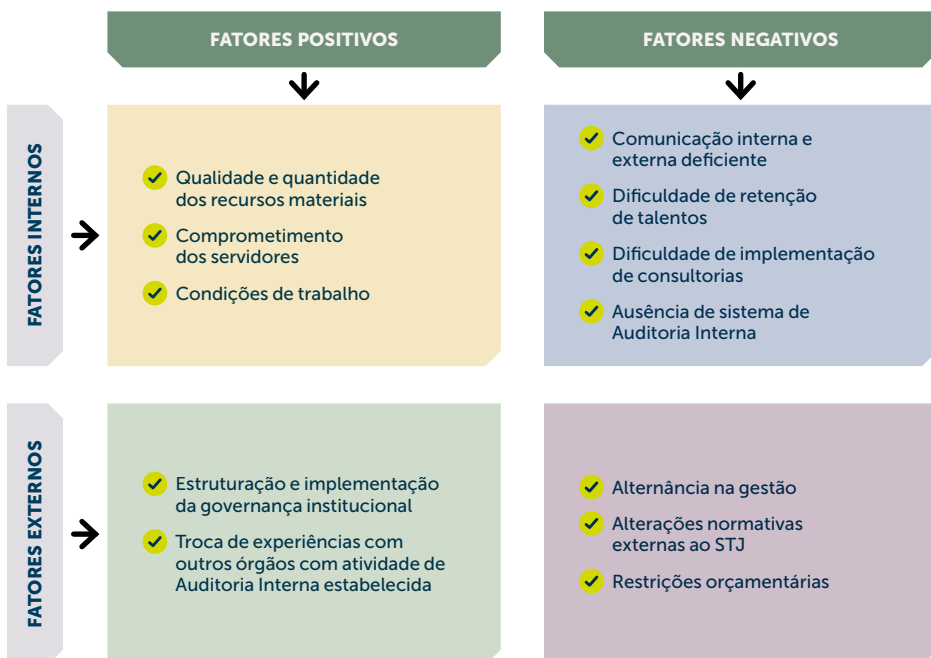 FATORES POSITIVOS
FATORES NEGATIVOS
FATORES INTERNOS
Qualidade e quantidade
dos recursos materiais
Comprometimento
dos servidores
Condições de trabalho
Comunicação interna e
externa deficiente
Dificuldade de retenção
de talentos
Dificuldade de implementação
de consultorias
Ausência de sistema de
Auditoria Interna
FATORES EXTERNOS
Estruturação e implementação
da governança institucional
Troca de experiências com
outros órgãos com atividade de
Auditoria Interna estabelecida
Alternância na gestão
Alterações normativas
externas ao STJ
Restrições orçamentárias